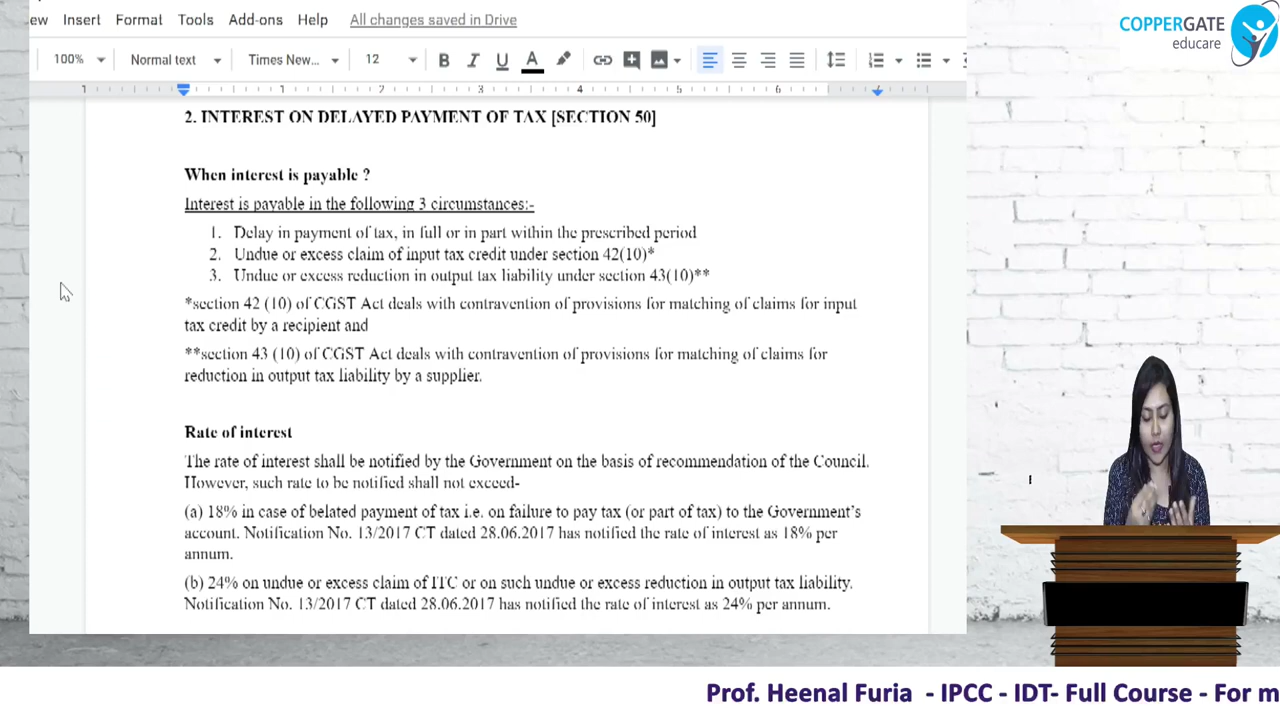 ew Insert Format Tools Add-ons Help All changes saved in Drive
COPPERGATE
educare
100% Normal text Times New... 12 B I U A
1 1 2 3 4 5 6 7
2. INTEREST ON DELAYED PAYMENT OF TAX [SECTION 50]
When interest is payable ?
Interest is payable in the following 3 circumstances:-
1. Delay in payment of tax, in full or in part within the prescribed period
2. Undue or excess claim of input tax credit under section 42(10)*
3. Undue or excess reduction in output tax liability under section 43(10)**
*section 42 (10) of CGST Act deals with contravention of provisions for matching of claims for input
tax credit by a recipient and
**section 43 (10) of CGST Act deals with contravention of provisions for matching of claims for
reduction in output tax liability by a supplier.
Rate of interest
The rate of interest shall be notified by the Government on the basis of recommendation of the Council.
However, such rate to be notified shall not exceed-
(a) 18% in case of belated payment of tax i.e. on failure to pay tax (or part of tax) to the Government's
account. Notification No. 13/2017 CT dated 28.06.2017 has notified the rate of interest as 18% per
annum.
(b) 24% on undue or excess claim of ITC or on such undue or excess reduction in output tax liability.
Notification No. 13/2017 CT dated 28.06.2017 has notified the rate of interest as 24% per annum.
Prof. Heenal Furia - IPCC - IDT- Full Course - For m